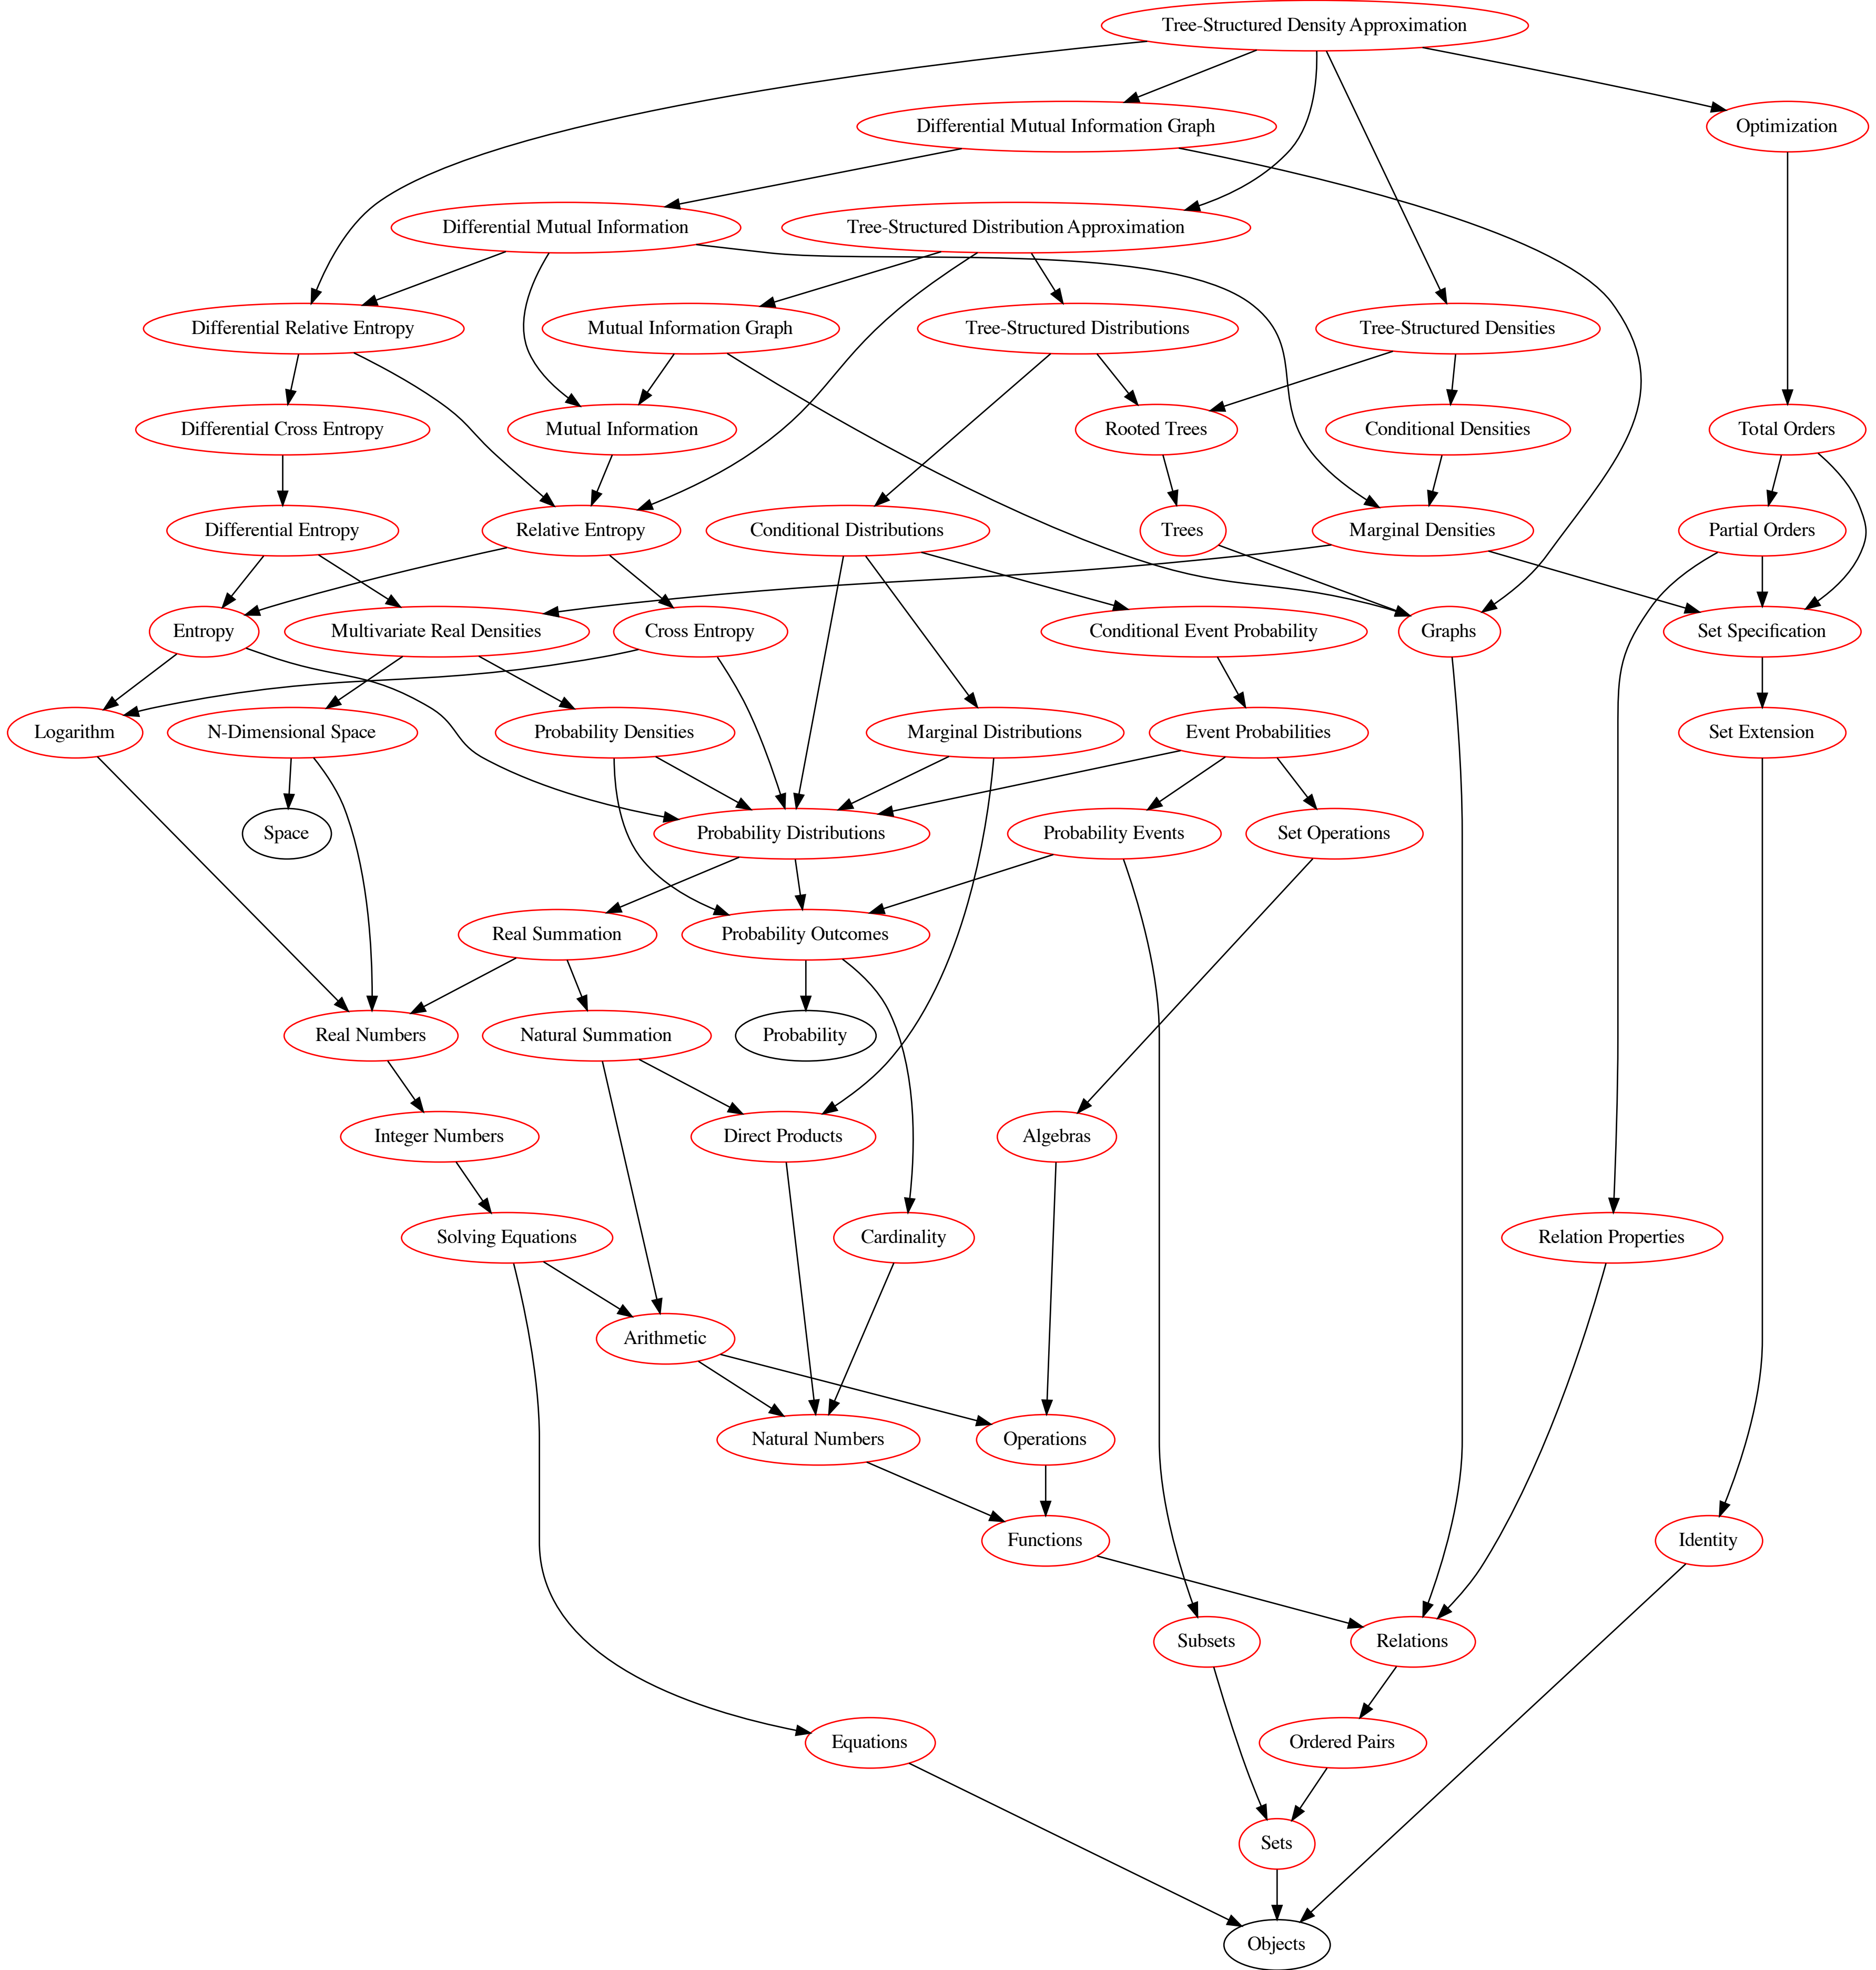 Tree-Structured Density Approximation
Differential Mutual Information Graph
Optimization
Differential Mutual Information
Tree-Structured Distribution Approximation
Differential Relative Entropy
Mutual Information Graph
Tree-Structured Distributions
Tree-Structured Densities
Differential Cross Entropy
Mutual Information
Rooted Trees
Conditional Densities
Total Orders
Differential Entropy
Relative Entropy
Conditional Distributions
Trees
Marginal Densities
Partial Orders
Entropy
Multivariate Real Densities
Cross Entropy
Conditional Event Probability
Graphs
Set Specification
Logarithm
N-Dimensional Space
Probability Densities
Marginal Distributions
Event Probabilities
Set Extension
Space
Probability Distributions
Probability Events
Set Operations
Real Summation
Probability Outcomes
Real Numbers
Natural Summation
Probability
Integer Numbers
Direct Products
Algebras
Solving Equations
Cardinality
Relation Properties
Arithmetic
Natural Numbers
Operations
Functions
Identity
Subsets
Relations
Equations
Ordered Pairs
Sets
Objects